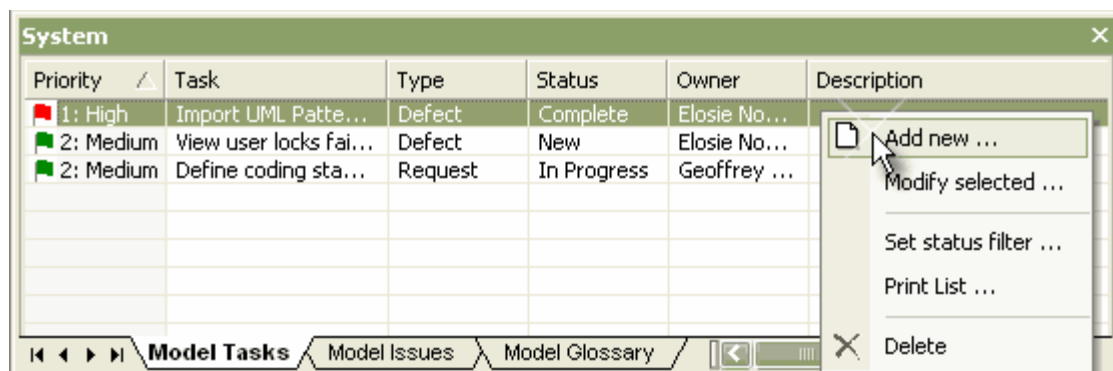 System
Priority Task Type Status Owner Description
1: High Import UML Patte... Defect Complete Elosie No...
2: Medium View user locks fai... Defect New Elosie No...
2: Medium Define coding sta... Request In Progress Geoffrey ...
Add new ...
Modify selected ...
Set status filter ...
Print List ...
Delete
Model Tasks Model Issues Model Glossary